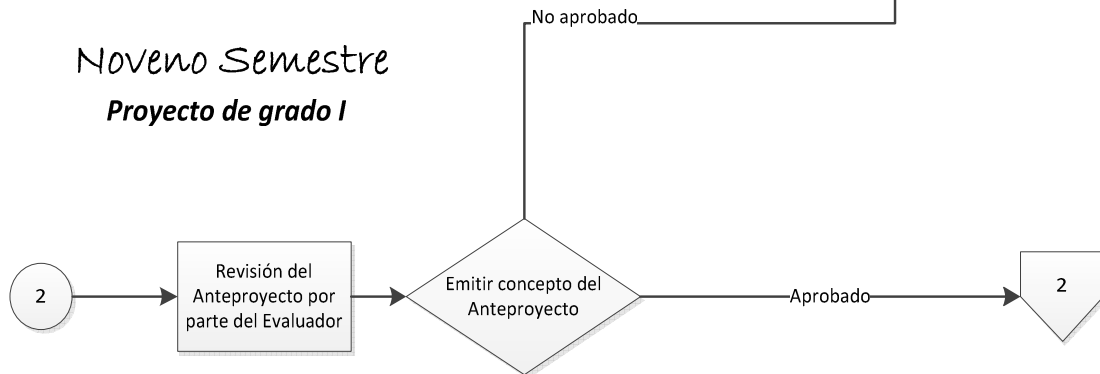 No aprobado
Noveno Semestre
Proyecto de grado I
2
Revisión del
Anteproyecto por
parte del Evaluador
Emitir concepto del
Anteproyecto
Aprobado
2